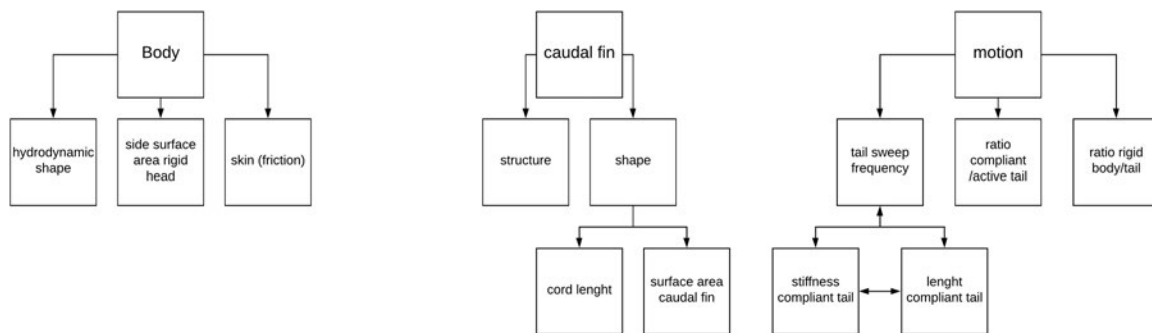 Body
caudal fin
motion
hydrodynamic
shape
side surface
area rigid
head
skin (friction)
structure
shape
tail sweep
frequency
ratio
compliant
/active tail
ratio rigid
body/tail
cord lenght
surface area
caudal fin
stiffness
compliant tail
lenght
compliant tail